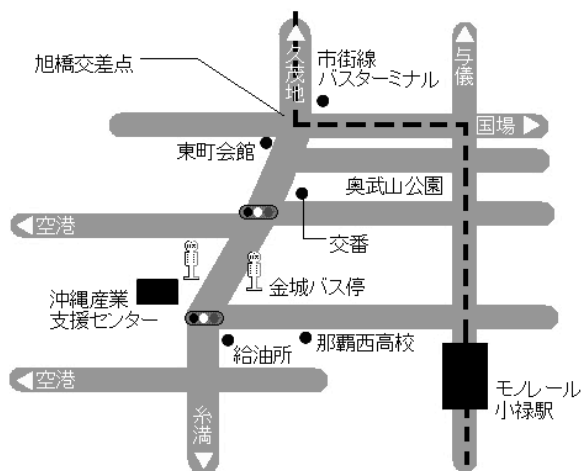 久茂地
与儀
旭橋交差点
市街線
バスターミナル
国場
東町会館
奥武山公園
空港
交番
金城バス停
沖縄産業
支援センター
給油所
那覇西高校
空港
モノレール
小禄駅
糸満